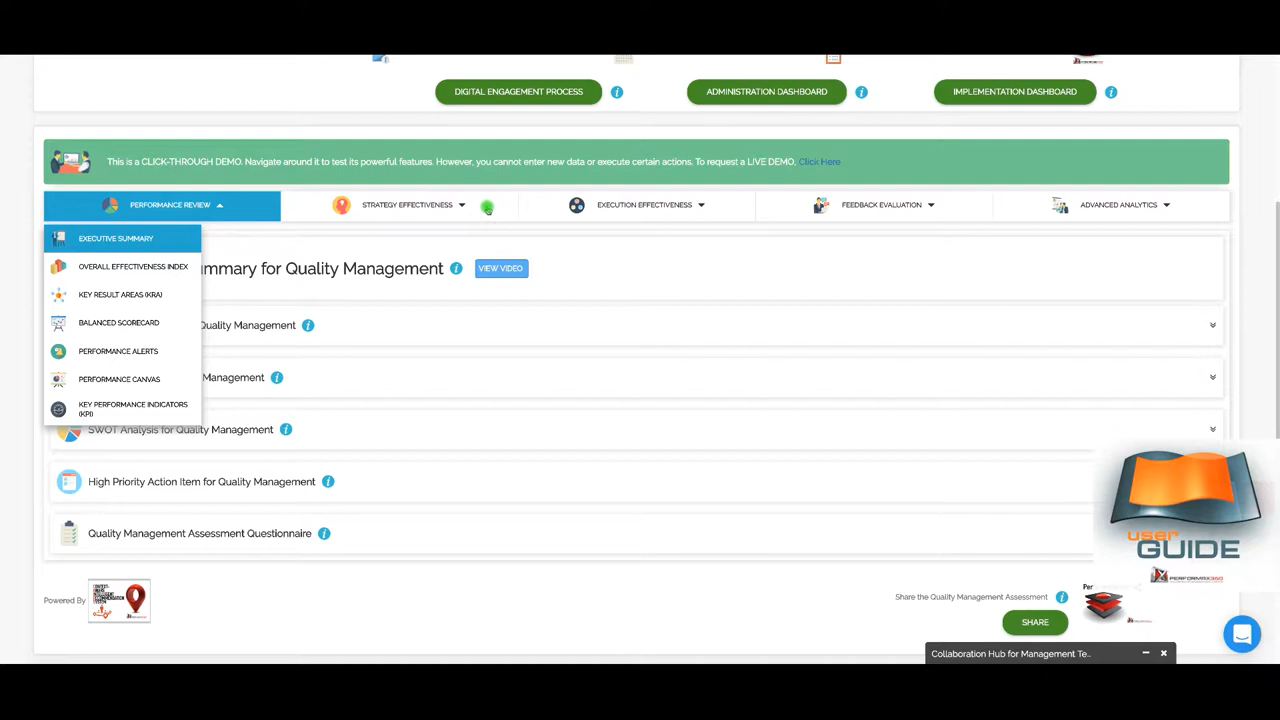 DIGITAL ENGAGEMENT PROCESS
ADMINISTRATION DASHBOARD
IMPLEMENTATION DASHBOARD
This is a CLICK-THROUGH DEMO. Navigate around it to test its powerful features. However, you cannot enter new data or execute certain actions. To request a LIVE DEMO, Click Here
PERFORMANCE REVIEW
STRATEGY EFFECTIVENESS
EXECUTION EFFECTIVENESS
FEEDBACK EVALUATION
ADVANCED ANALYTICS
EXECUTIVE SUMMARY
OVERALL EFFECTIVENESS INDEX
KEY RESULT AREAS (KRA)
BALANCED SCORECARD
PERFORMANCE ALERTS
PERFORMANCE CANVAS
KEY PERFORMANCE INDICATORS
(KPI)
ummary for Quality Management
VIEW VIDEO
Quality Management
Management
SWOT Analysis for Quality Management
High Priority Action Item for Quality Management
Quality Management Assessment Questionnaire
user
GUIDE
PERFORMAX360
Powered By
Share the Quality Management Assessment
SHARE
Collaboration Hub for Management Te...